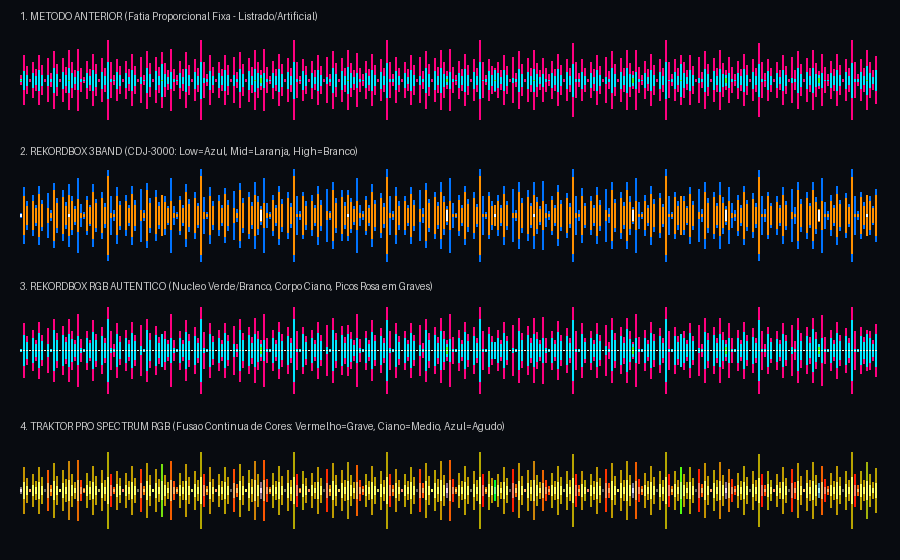 1. METODO ANTERIOR (Fatia Proporcional Fixa - Listrado/Artificial)
2. REKORDBOX 3BAND (CDJ-3000: Low=Azul, Mid=Laranja, High=Branco)
3. REKORDBOX RGB AUTENTICO (Nucleo Verde/Branco, Corpo Ciano, Picos Rosa em Graves)
4. TRAKTOR PRO SPECTRUM RGB (Fusao Continua de Cores: Vermelho=Grave, Ciano=Medio, Azul=Agudo)